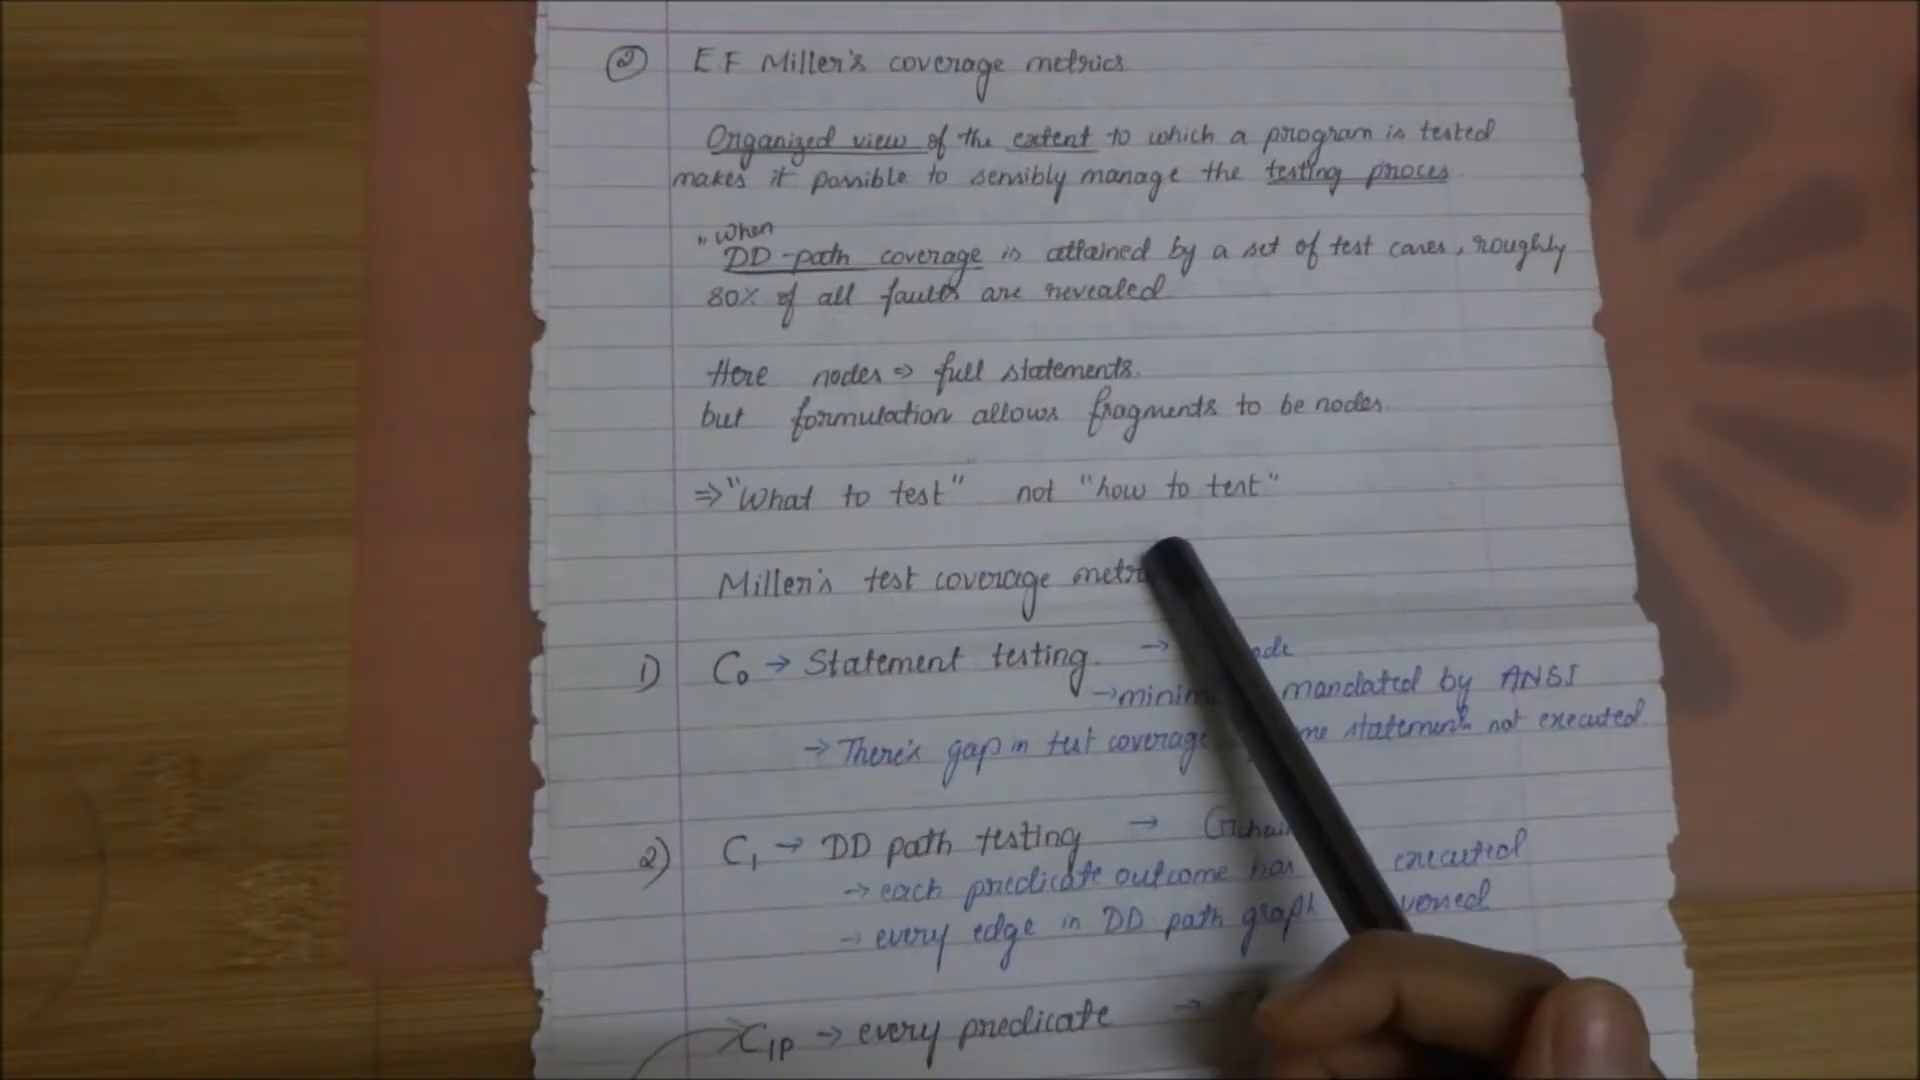 ② E.F Miller's coverage metrics
Organized view of the extent to which a program is tested
makes it possible to sensibly manage the testing proces
" When
DD-path coverage is attained by a set of test cases, roughly
80% of all faults are revealed
Here nodes ⇒ full statements.
but formulation allows fragments to be nodes.
⇒ "What to test" not "how to test"
Miller's test coverage
1) C₀ → Statement testing. →
→ mandated by ANSI
→ There's gap in test coverage statements not executed
2) C₁ → DD path testing →
→ each predicate outcome has executed
→ every edge in DD path graph
C1P → every predicate →